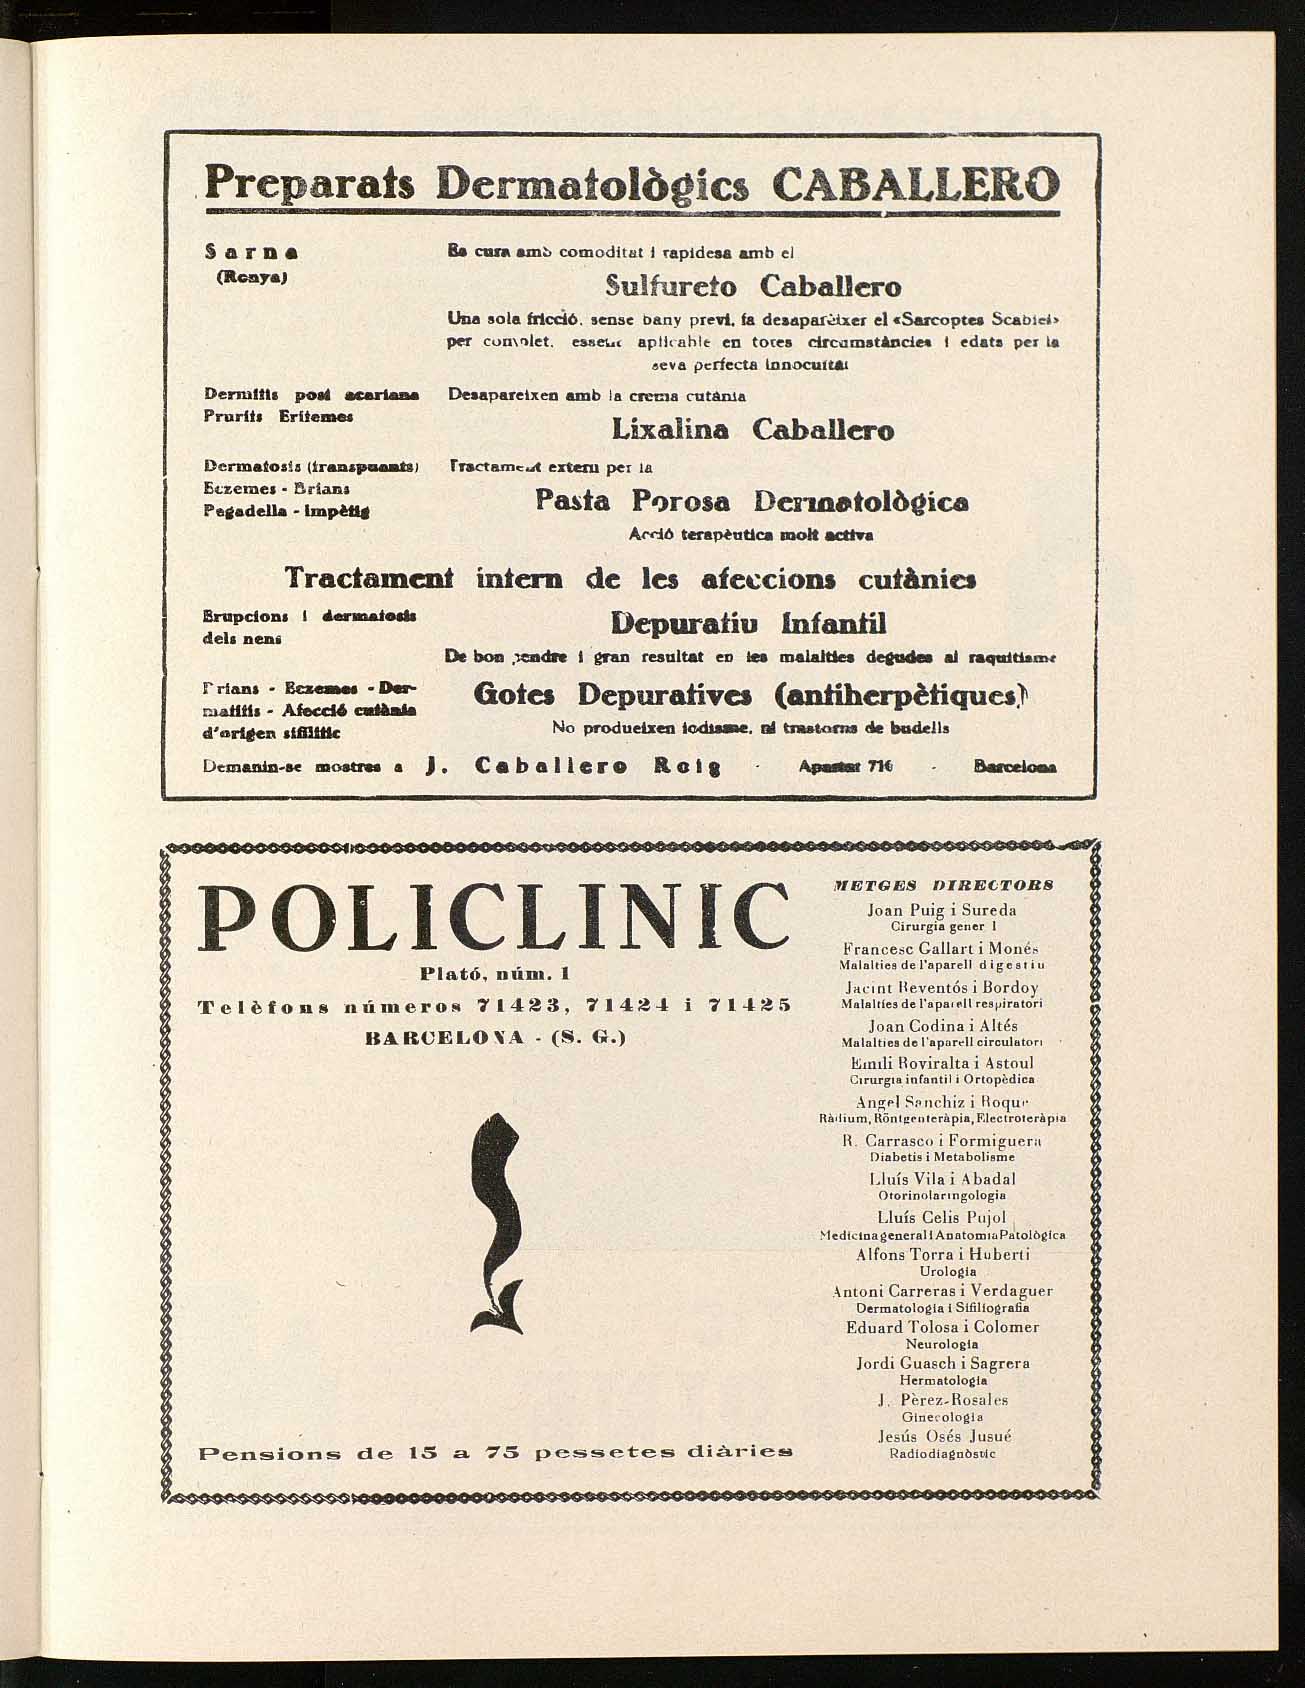 Preparats Dermatològics CABALLERO
Sarna
(Ronya)
Es cura amb comoditat i rapidesa amb el
Sulfureto Caballero
Una sola fricció, sense bany previ, fa desaparèixer el «Sarcoptes Scabiei»
per complet, essent aplicable en totes circumstàncies i edats per la
seva perfecta innocuitat
Dermitis post acariana
Prurits Eritemes
Desapareixen amb la crema cutània
Lixalina Caballero
Dermatosis (transpuants)
Eczemes - Brians
Pegadella - Impètig
Tractament extern per la
Pasta Porosa Dermatològica
Acció terapèutica molt activa
Tractament intern de les afeccions cutànies
Erupcions i dermatosis
dels nens
Depuratiu Infantil
De bon prendre i gran resultat en les malalties degudes al raquitisme
Brians - Eczemes - Der-
matitis - Afecció cutània
d'origen sifilític
Gotes Depuratives (antiherpètiques)
No produeixen iodisme, ni trastorns de budells
Demanin-se mostres a J. Caballero Roig - Apartat 710 - Barcelona
POLICLINIC
Plató, núm. 1
Telèfons números 71423, 71424 i 71425
BARCELONA - (S. G.)
Pensions de 15 a 75 pessetes diàries
METGES DIRECTORS
Joan Puig i Sureda
Cirurgia gener l
Francesc Gallart i Monés
Malalties de l'aparell digestiu
Jacint Reventós i Bordoy
Malalties de l'aparell respiratori
Joan Codina i Altés
Malalties de l'aparell circulatori
Emili Roviralta i Astoul
Cirurgia infantil i Ortopèdica
Angel Sanchiz i Roque
Ràdium, Röntgenteràpia, Electroteràpia
R. Carrasco i Formiguera
Diabetis i Metabolisme
Lluís Vila i Abadal
Otorinolaringologia
Lluís Celis Pujol
Medicina general i Anatomia Patològica
Alfons Torra i Huberti
Urologia
Antoni Carreras i Verdaguer
Dermatologia i Sifiliografia
Eduard Tolosa i Colomer
Neurologia
Jordi Guasch i Sagrera
Hermatologia
J. Pèrez-Rosales
Ginecologia
Jesús Osés Jusué
Radiodiagnòstic